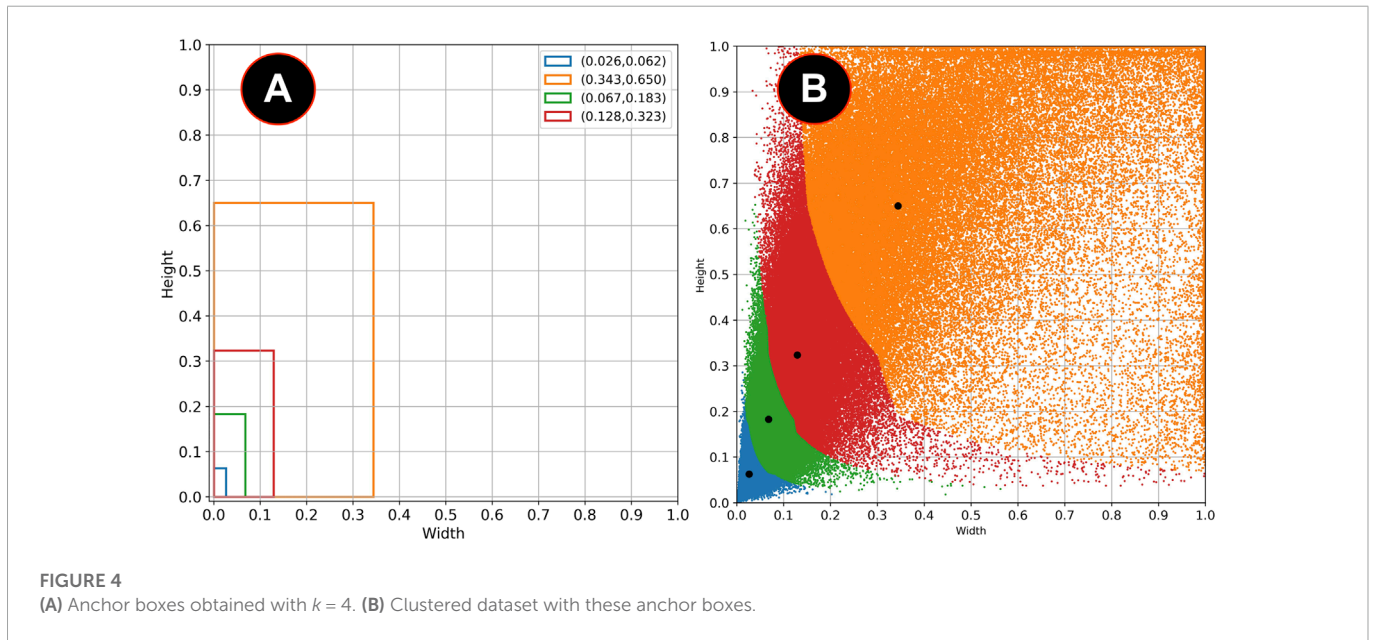 A
1.0
0.9
0.8
0.7
0.6
0.5
0.4
0.3
0.2
0.1
0.0
Height
0.0 0.1 0.2 0.3 0.4 0.5 0.6 0.7 0.8 0.9 1.0
Width
(0.026,0.062)
(0.343,0.650)
(0.067,0.183)
(0.128,0.323)
B
1.0
0.9
0.8
0.7
0.6
0.5
0.4
0.3
0.2
0.1
0.0
Height
0.0 0.1 0.2 0.3 0.4 0.5 0.6 0.7 0.8 0.9 1.0
Width
FIGURE 4
(A) Anchor boxes obtained with k = 4. (B) Clustered dataset with these anchor boxes.